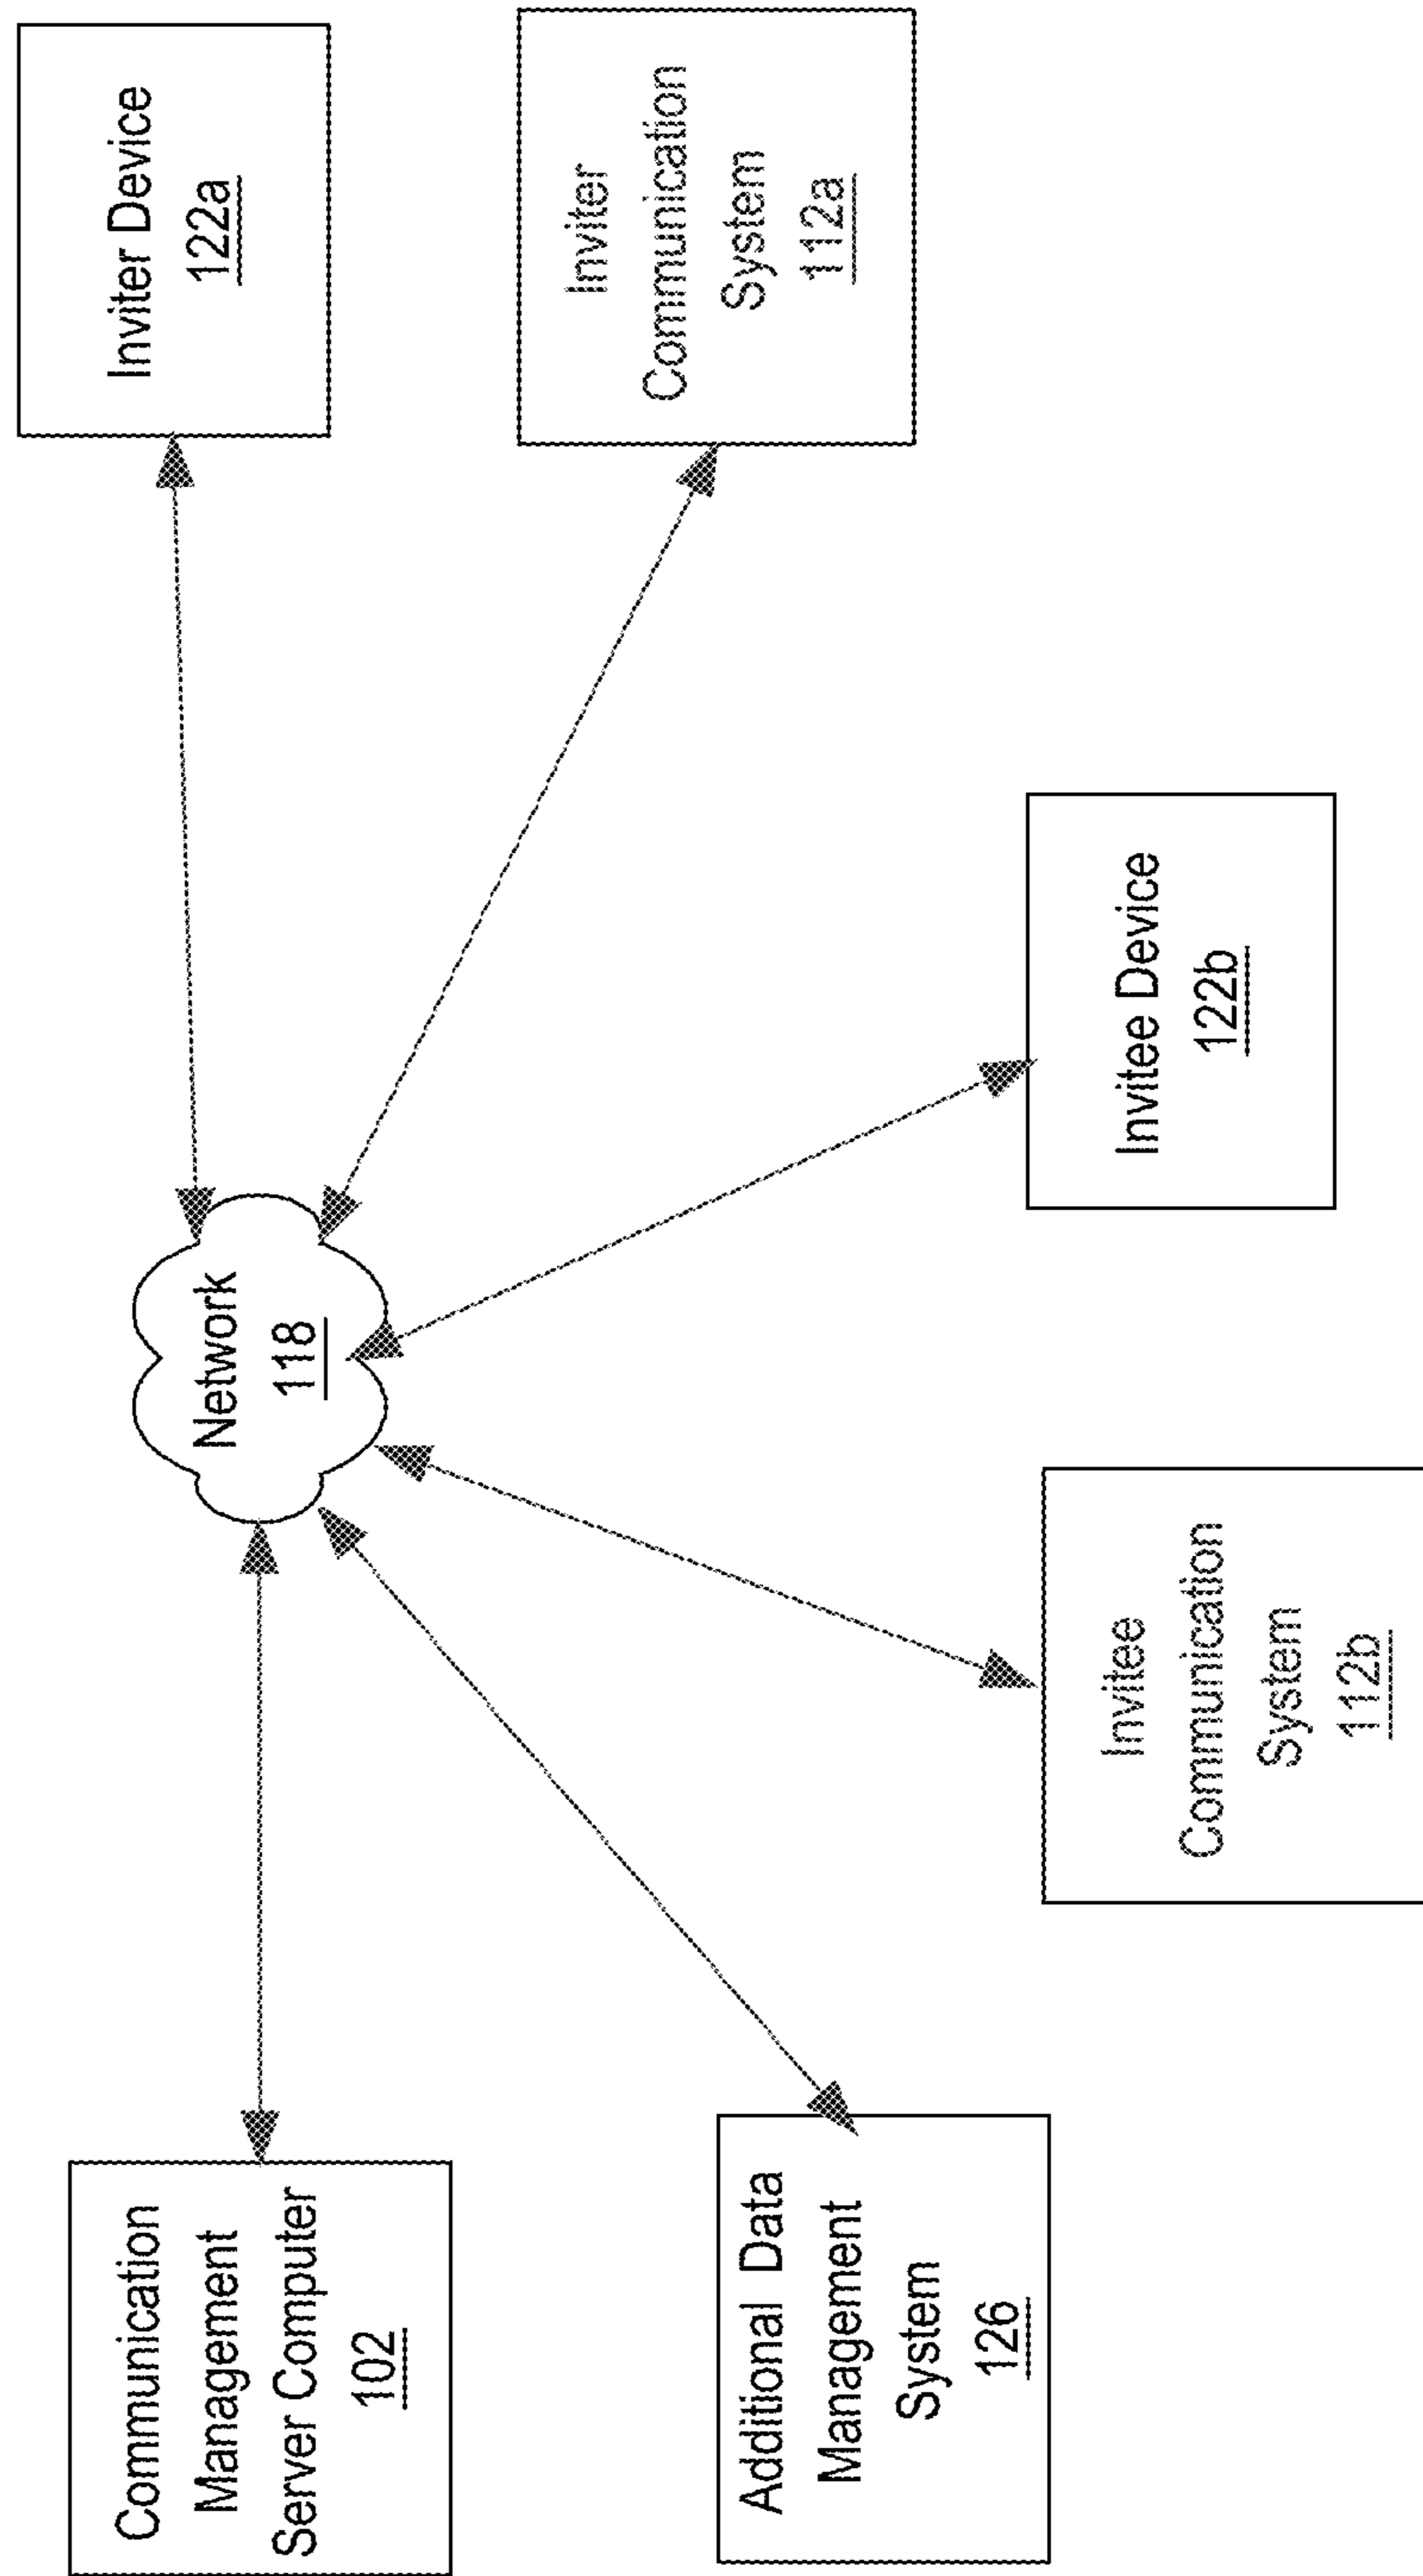 Communication
Management
Server Computer
102
Network
118
Inviter Device
122a
Additional Data
Management
System
126
Invitee
Communication
System
112b
Invitee Device
122b
Inviter
Communication
System
112a